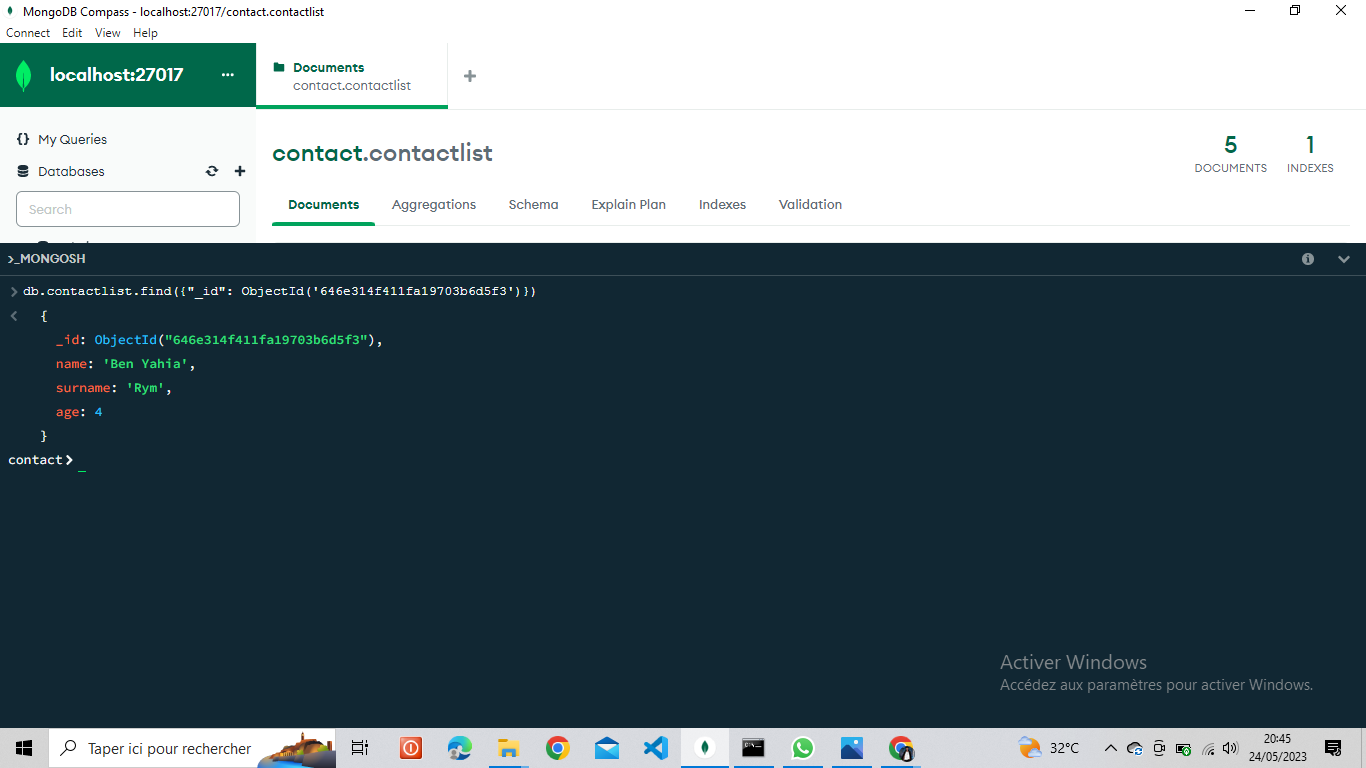 MongoDB Compass - localhost:27017/contact.contactlist
Connect Edit View Help
localhost:27017 ...
Documents
contact.contactlist
{} My Queries
Databases
Search
contact.contactlist
5
DOCUMENTS
1
INDEXES
Documents Aggregations Schema Explain Plan Indexes Validation
>_MONGOSH
> db.contactlist.find({"_id": ObjectId('646e314f411fa19703b6d5f3')})
< {
_id: ObjectId("646e314f411fa19703b6d5f3"),
name: 'Ben Yahia',
surname: 'Rym',
age: 4
}
contact> _
Activer Windows
Accédez aux paramètres pour activer Windows.
Taper ici pour rechercher
32°C
20:45
24/05/2023